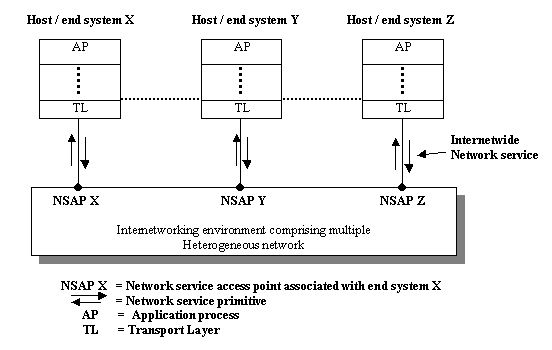 Host / end system X
Host / end system Y
Host / end system Z
AP
AP
AP
TL
TL
TL
Internetwide
Network service
NSAP X
NSAP Y
NSAP Z
Internetworking environment comprising multiple
Heterogeneous network
NSAP X = Network service access point associated with end system X
= Network service primitive
AP = Application process
TL = Transport Layer